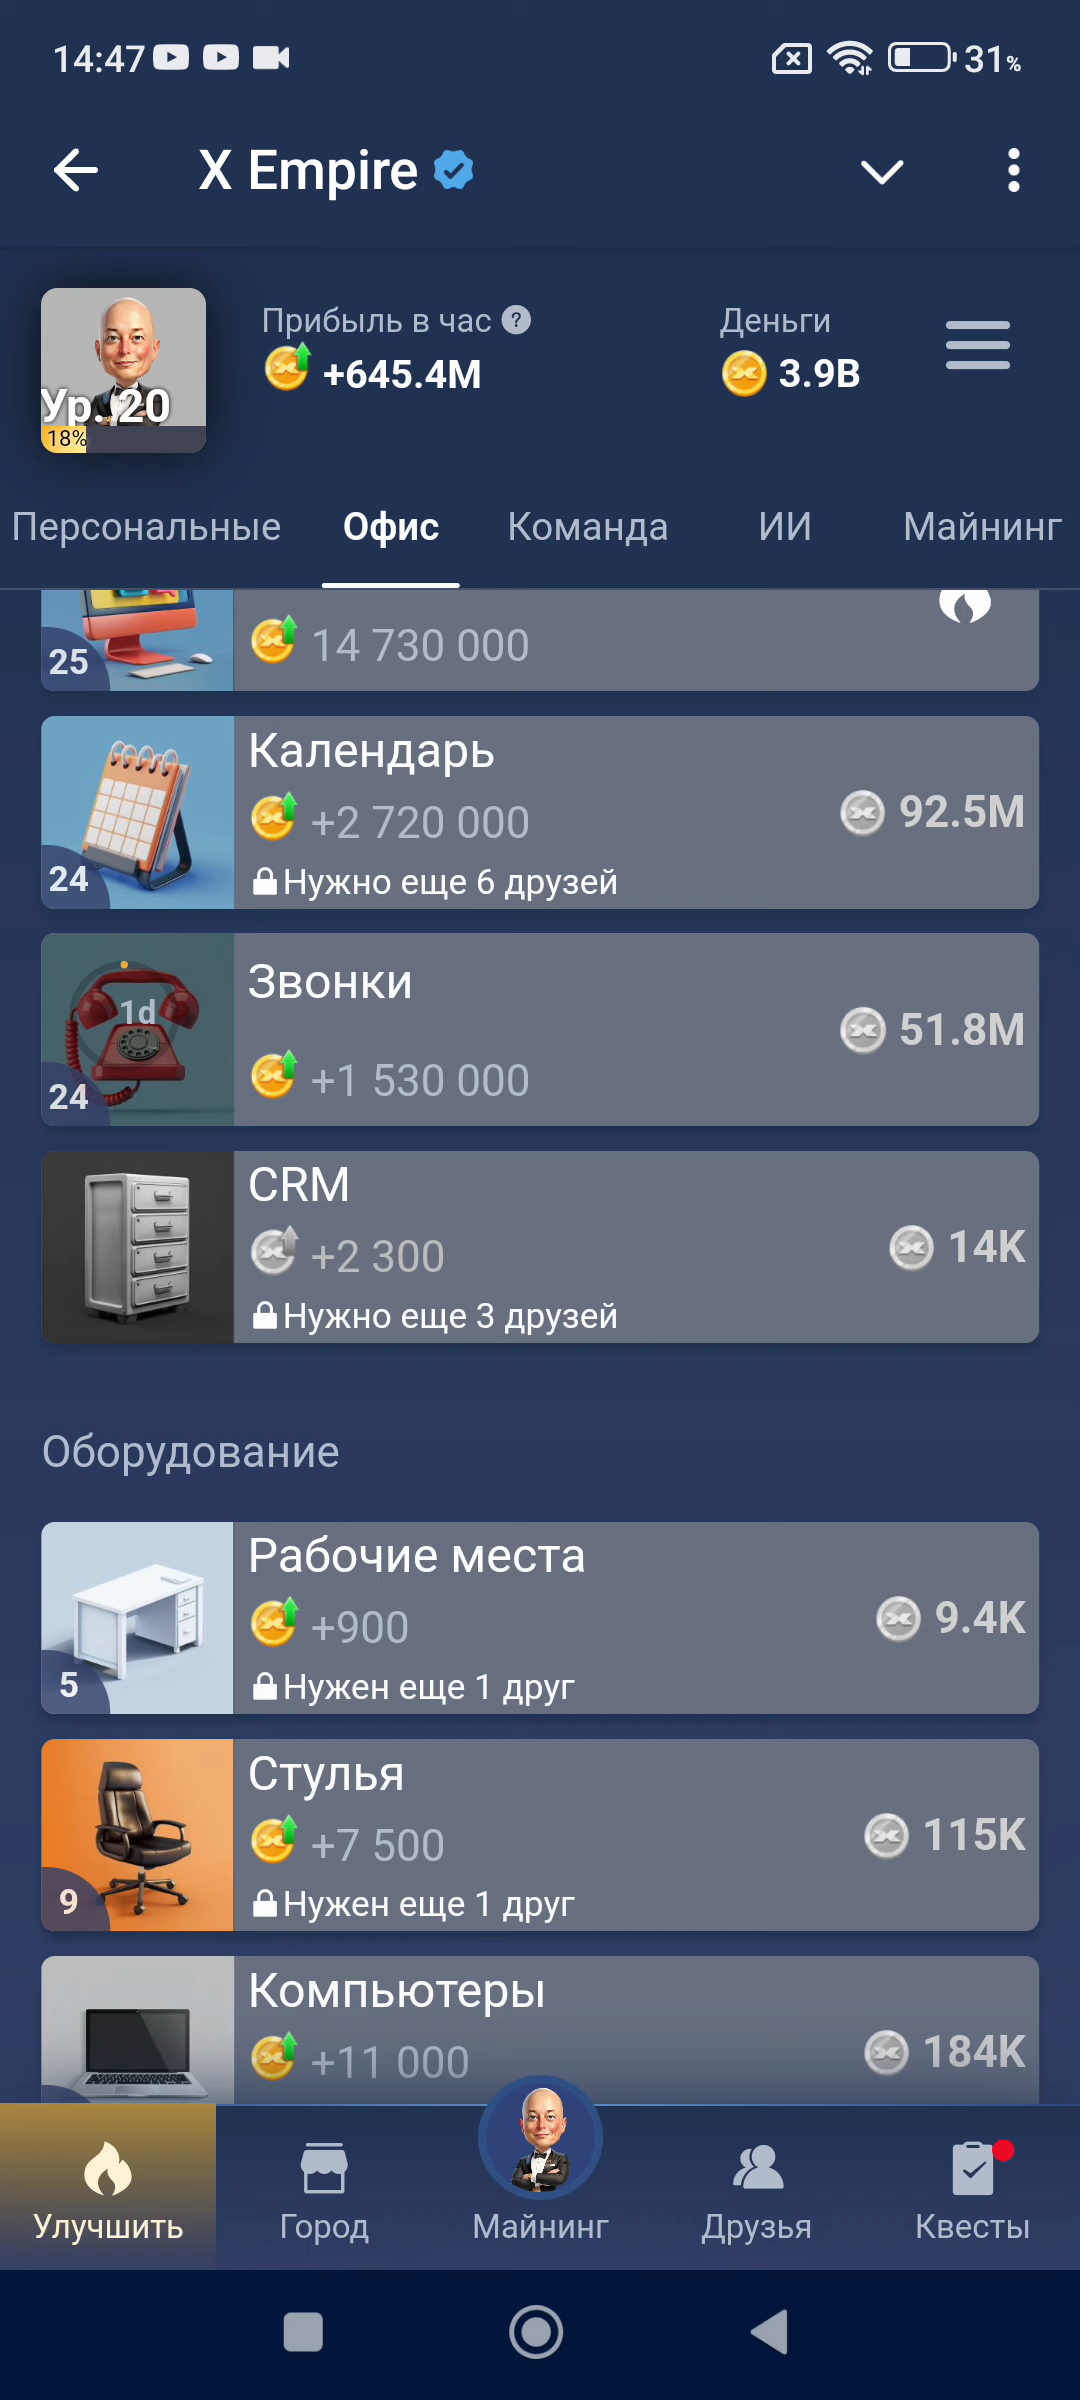 14:47 31%
X Empire
Прибыль в час ? Деньги
+645.4M 3.9B
Ур. 20
18%
Персональные Офис Команда ИИ Майнинг
14 730 000
25
Календарь
+2 720 000 92.5M
24
Нужно еще 6 друзей
Звонки
1d
51.8M
+1 530 000
24
CRM
+2 300 14K
Нужно еще 3 друзей
Оборудование
Рабочие места
+900 9.4K
5
Нужен еще 1 друг
Стулья
+7 500 115K
9
Нужен еще 1 друг
Компьютеры
+11 000 184K
Улучшить Город Майнинг Друзья Квесты